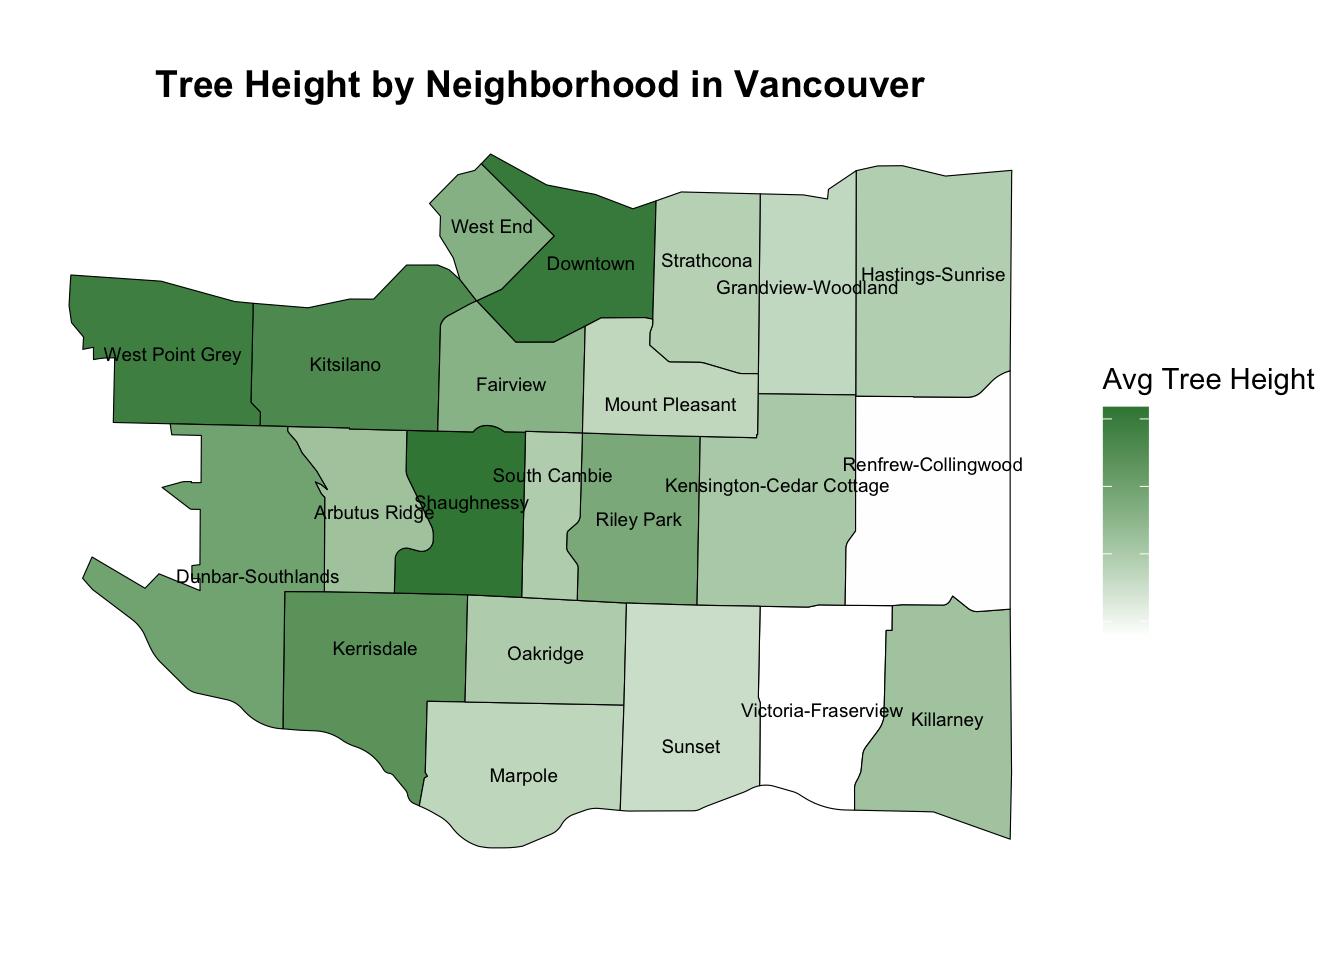 Tree Height by Neighborhood in Vancouver
West End
Downtown
Strathcona
Grandview-Woodland
Hastings-Sunrise
West Point Grey
Kitsilano
Fairview
Mount Pleasant
Avg Tree Height
Renfrew-Collingwood
South Cambie
Kensington-Cedar Cottage
Shaughnessy
Arbutus Ridge
Riley Park
Dunbar-Southlands
Kerrisdale
Oakridge
Victoria-Fraserview
Killarney
Sunset
Marpole